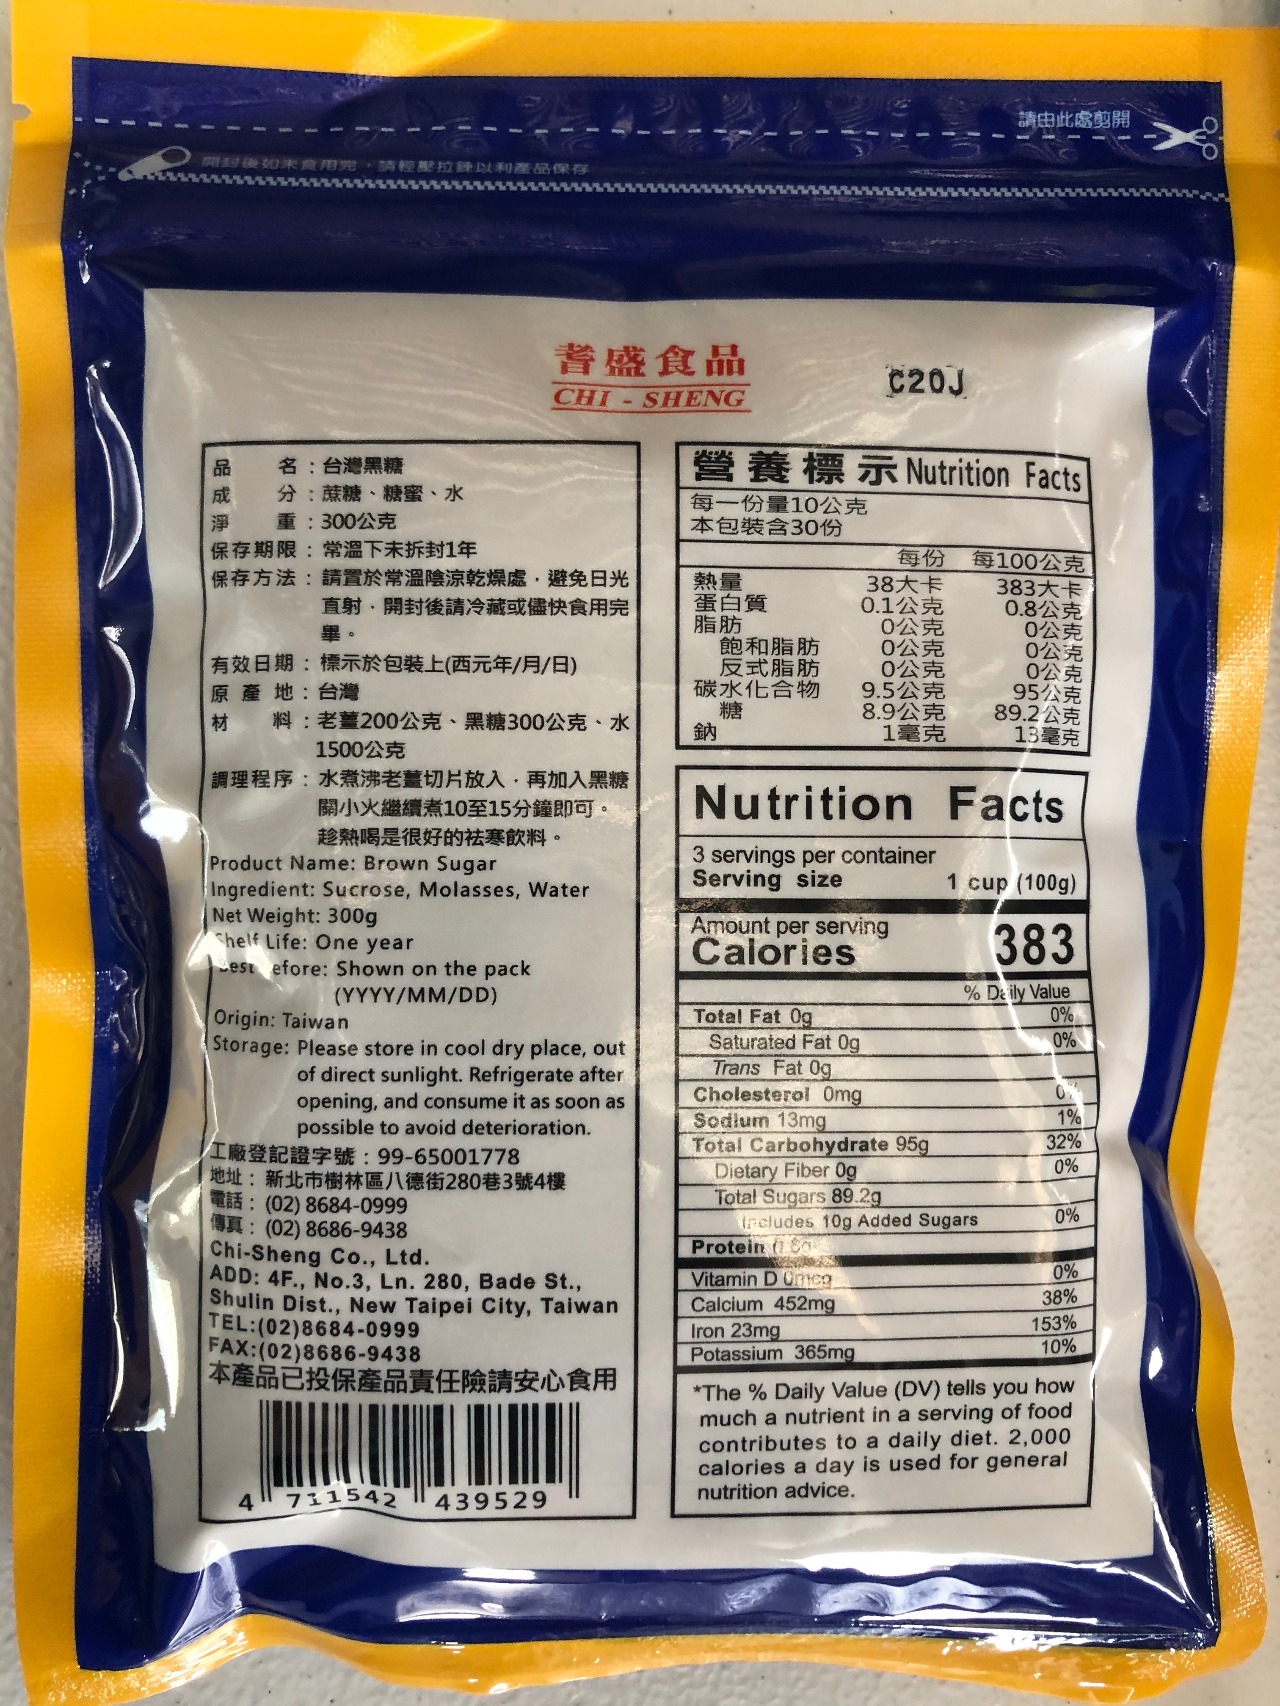 請由此處剪開
開封後如未食用完，請輕壓拉鍊以利產品保存
耆盛食品
CHI - SHENG
C20J
品名：台灣黑糖
成分：蔗糖、糖蜜、水
淨重：300公克
保存期限：常溫下未拆封1年
保存方法：請置於常溫陰涼乾燥處，避免日光
直射，開封後請冷藏或儘快食用完
畢。
有效日期：標示於包裝上(西元年/月/日)
原產地：台灣
材料：老薑200公克、黑糖300公克、水
1500公克
調理程序：水煮沸老薑切片放入，再加入黑糖
關小火繼續煮10至15分鐘即可。
趁熱喝是很好的祛寒飲料。
Product Name: Brown Sugar
Ingredient: Sucrose, Molasses, Water
Net Weight: 300g
Shelf Life: One year
Best Before: Shown on the pack
(YYYY/MM/DD)
Origin: Taiwan
Storage: Please store in cool dry place, out
of direct sunlight. Refrigerate after
opening, and consume it as soon as
possible to avoid deterioration.
工廠登記證字號：99-65001778
地址：新北市樹林區八德街280巷3號4樓
電話：(02) 8684-0999
傳真：(02) 8686-9438
Chi-Sheng Co., Ltd.
ADD: 4F., No.3, Ln. 280, Bade St.,
Shulin Dist., New Taipei City, Taiwan
TEL:(02)8684-0999
FAX:(02)8686-9438
本產品已投保產品責任險請安心食用
4 711542 439529
營養標示 Nutrition Facts
每一份量10公克
本包裝含30份
每份 每100公克
熱量 38大卡 383大卡
蛋白質 0.1公克 0.8公克
脂肪 0公克 0公克
飽和脂肪 0公克 0公克
反式脂肪 0公克 0公克
碳水化合物 9.5公克 95公克
糖 8.9公克 89.2公克
鈉 1毫克 13毫克
Nutrition Facts
3 servings per container
Serving size 1 cup (100g)
Amount per serving
Calories 383
% Daily Value
Total Fat 0g 0%
Saturated Fat 0g 0%
Trans Fat 0g
Cholesterol 0mg 0%
Sodium 13mg 1%
Total Carbohydrate 95g 32%
Dietary Fiber 0g 0%
Total Sugars 89.2g
Includes 10g Added Sugars 0%
Protein 0.8g
Vitamin D 0mcg 0%
Calcium 452mg 38%
Iron 23mg 153%
Potassium 365mg 10%
*The % Daily Value (DV) tells you how
much a nutrient in a serving of food
contributes to a daily diet. 2,000
calories a day is used for general
nutrition advice.